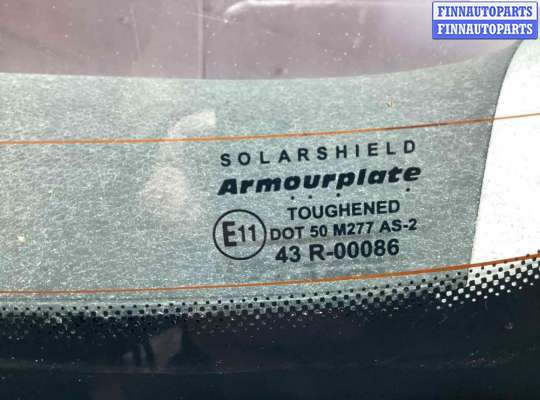 FINNAUTOPARTS
FINNAUTOPARTS
SOLARSHIELD
Armourplate
TOUGHENED
E11 DOT 50 M277 AS-2
43 R-00086